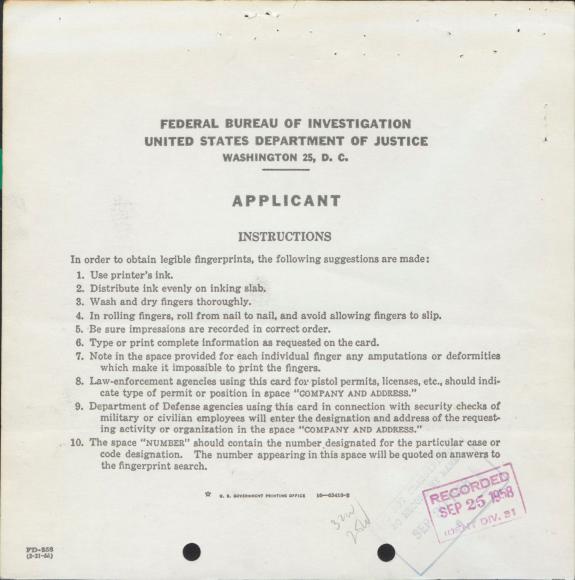 FEDERAL BUREAU OF INVESTIGATION
UNITED STATES DEPARTMENT OF JUSTICE
WASHINGTON 25, D. C.
APPLICANT
INSTRUCTIONS
In order to obtain legible fingerprints, the following suggestions are made:
1. Use printer's ink.
2. Distribute ink evenly on inking slab.
3. Wash and dry fingers thoroughly.
4. In rolling fingers, roll from nail to nail, and avoid allowing fingers to slip.
5. Be sure impressions are recorded in correct order.
6. Type or print complete information as requested on the card.
7. Note in the space provided for each individual finger any amputations or deformities
which make it impossible to print the fingers.
8. Law-enforcement agencies using this card for pistol permits, licenses, etc., should indi-
cate type of permit or position in space "COMPANY AND ADDRESS."
9. Department of Defense agencies using this card in connection with security checks of
military or civilian employees will enter the designation and address of the request-
ing activity or organization in the space "COMPANY AND ADDRESS."
10. The space "NUMBER" should contain the number designated for the particular case or
code designation. The number appearing in this space will be quoted on answers to
the fingerprint search.
☆ U. S. GOVERNMENT PRINTING OFFICE
RECORDED
SEP 25 1958
IDENT DIV. 21
FD-258